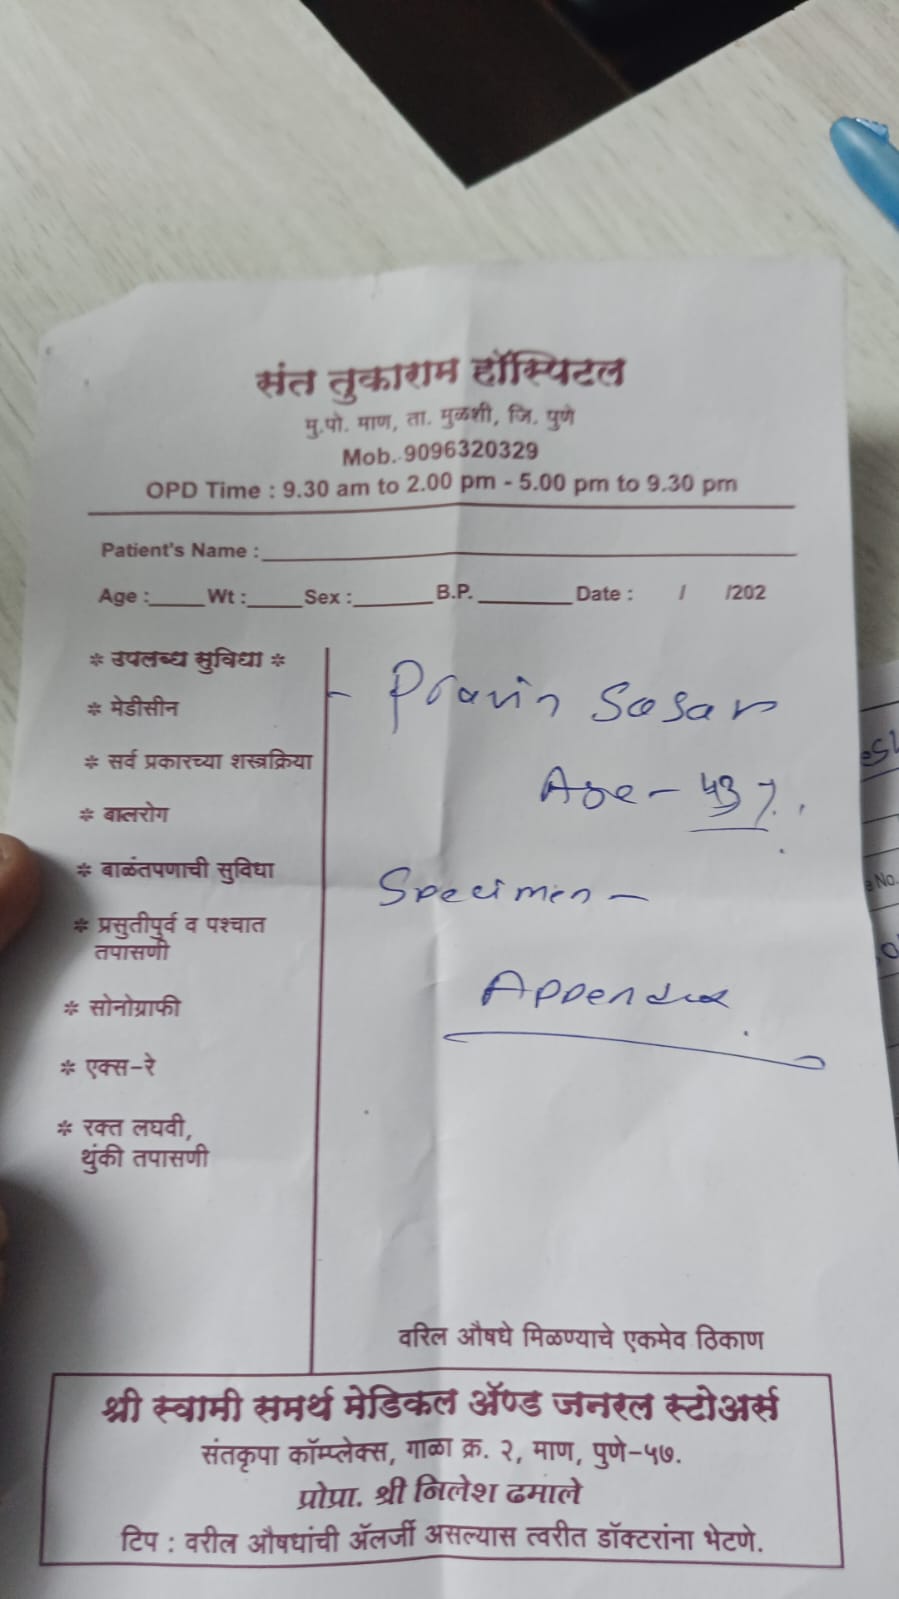 संत तुकाराम हॉस्पिटल
मु.पो. माण, ता. मुळशी, जि. पुणे
Mob. 9096320329
OPD Time : 9.30 am to 2.00 pm - 5.00 pm to 9.30 pm
Patient's Name :
Age : Wt : Sex : B.P. Date : / /202
* उपलब्ध सुविधा *
* मेडीसीन
* सर्व प्रकारच्या शस्त्रक्रिया
* बालरोग
* बाळंतपणाची सुविधा
* प्रसुतीपुर्व व पश्चात
तपासणी
* सोनोग्राफी
* एक्स-रे
* रक्त लघवी,
थुंकी तपासणी
- Pravin Sasar
Age - 43
Specimen -
Appendix
वरिल औषधे मिळण्याचे एकमेव ठिकाण
श्री स्वामी समर्थ मेडिकल ॲण्ड जनरल स्टोअर्स
संतकृपा कॉम्प्लेक्स, गाळा क्र. २, माण, पुणे-५७.
प्रोप्रा. श्री निलेश ढमाले
टिप : वरील औषधांची ॲलर्जी असल्यास त्वरीत डॉक्टरांना भेटणे.
No.